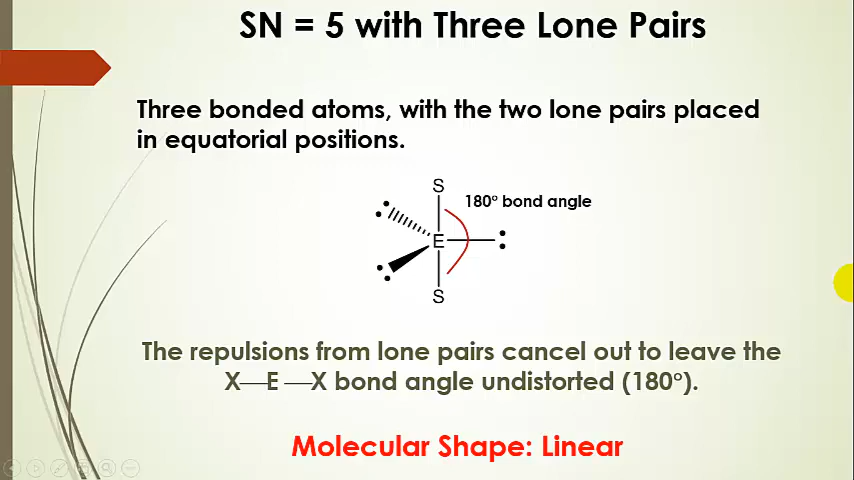 SN = 5 with Three Lone Pairs
Three bonded atoms, with the two lone pairs placed
in equatorial positions.
S
180° bond angle
E
S
The repulsions from lone pairs cancel out to leave the
X—E —X bond angle undistorted (180°).
Molecular Shape: Linear